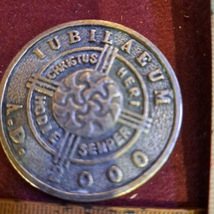 IUBILAEUM
A.D. 2000
CHRISTUS
HERI
HODIE
SEMPER